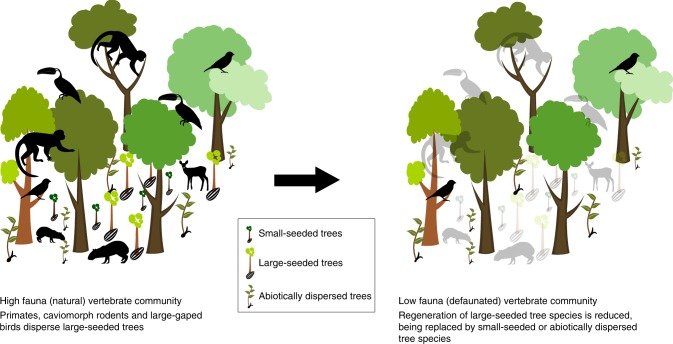 Small-seeded trees
Large-seeded trees
Abiotically dispersed trees
High fauna (natural) vertebrate community
Primates, caviomorph rodents and large-gaped
birds disperse large-seeded trees
Low fauna (defaunated) vertebrate community
Regeneration of large-seeded tree species is reduced,
being replaced by small-seeded or abiotically dispersed
tree species